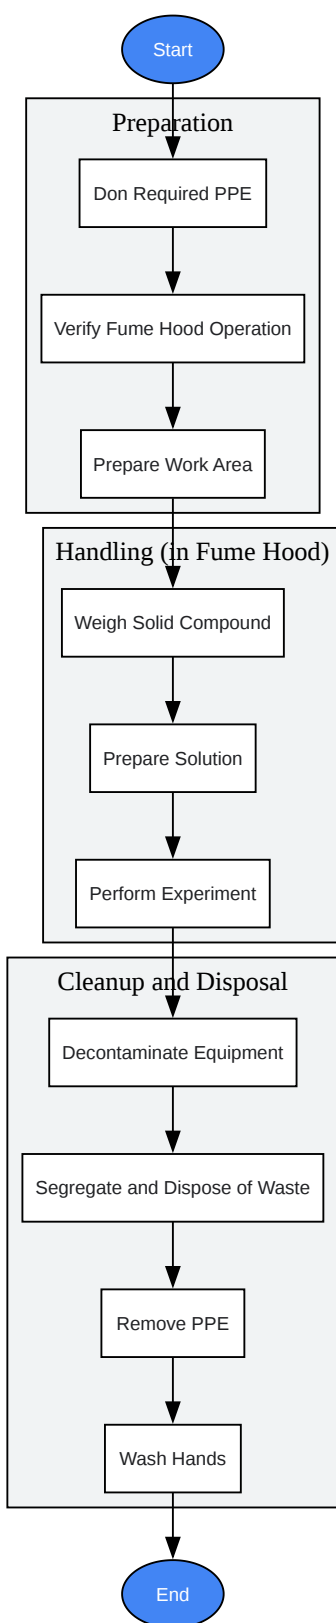 Start
Preparation
Don Required PPE
Verify Fume Hood Operation
Prepare Work Area
Handling (in Fume Hood)
Weigh Solid Compound
Prepare Solution
Perform Experiment
Cleanup and Disposal
Decontaminate Equipment
Segregate and Dispose of Waste
Remove PPE
Wash Hands
End